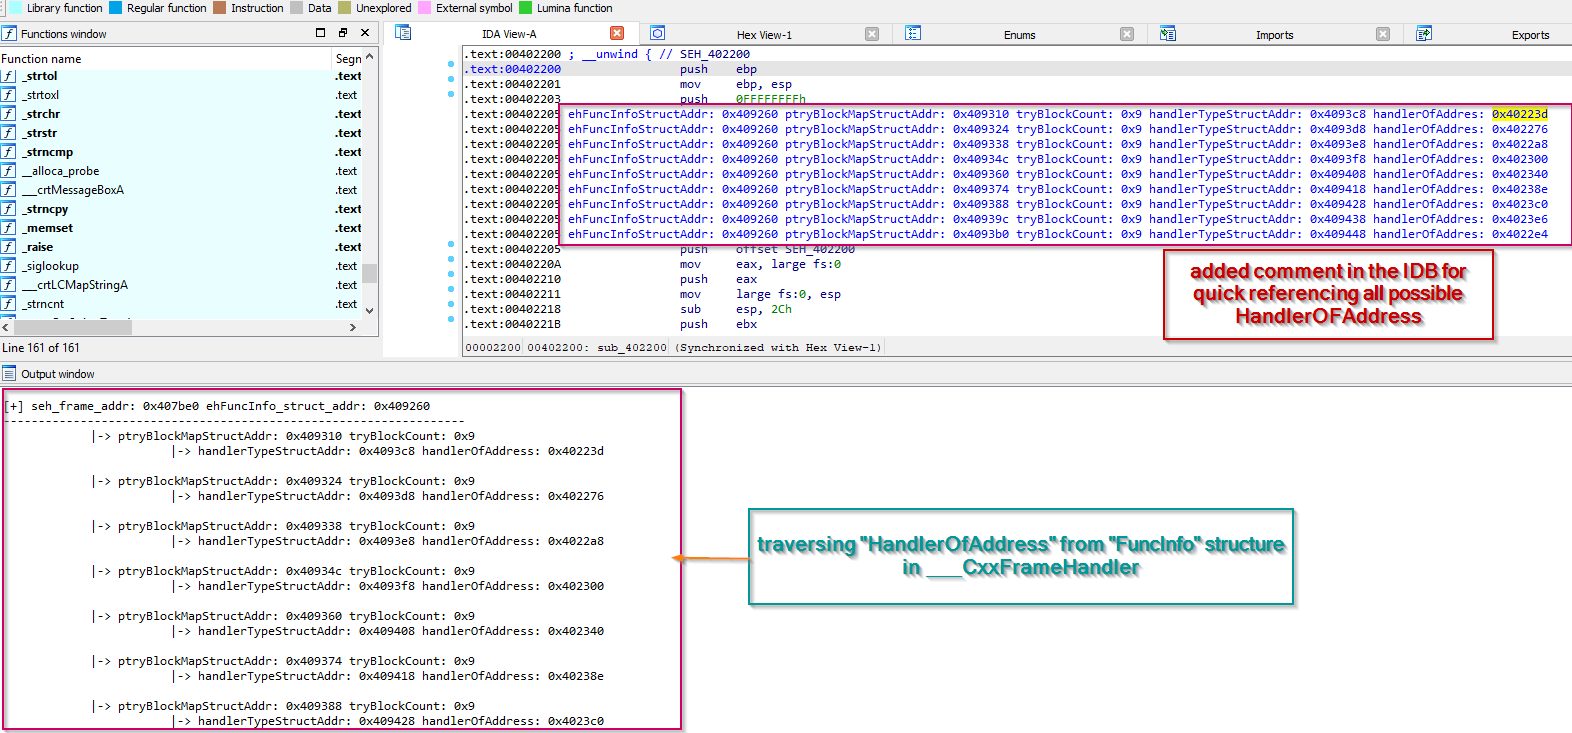 Library function Regular function Instruction Data Unexplored External symbol Lumina function
Functions window
Function name Segn
_strtol .text
_strtoxl .text
_strchr .text
_strstr .text
_strncmp .text
__alloca_probe .text
___crtMessageBoxA .text
_strncpy .text
_memset .text
_raise .text
_siglookup .text
___crtLCMapStringA .text
_strncnt .text
Line 161 of 161
IDA View-A Hex View-1 Enums Imports Exports
.text:00402200 ; __unwind { // SEH_402200
.text:00402200 push ebp
.text:00402201 mov ebp, esp
.text:00402203 push 0FFFFFFFFh
.text:00402205 ehFuncInfoStructAddr: 0x409260 ptryBlockMapStructAddr: 0x409310 tryBlockCount: 0x9 handlerTypeStructAddr: 0x4093c8 handlerOfAddres: 0x40223d
.text:00402205 ehFuncInfoStructAddr: 0x409260 ptryBlockMapStructAddr: 0x409324 tryBlockCount: 0x9 handlerTypeStructAddr: 0x4093d8 handlerOfAddres: 0x402276
.text:00402205 ehFuncInfoStructAddr: 0x409260 ptryBlockMapStructAddr: 0x409338 tryBlockCount: 0x9 handlerTypeStructAddr: 0x4093e8 handlerOfAddres: 0x4022a8
.text:00402205 ehFuncInfoStructAddr: 0x409260 ptryBlockMapStructAddr: 0x40934c tryBlockCount: 0x9 handlerTypeStructAddr: 0x4093f8 handlerOfAddres: 0x402300
.text:00402205 ehFuncInfoStructAddr: 0x409260 ptryBlockMapStructAddr: 0x409360 tryBlockCount: 0x9 handlerTypeStructAddr: 0x409408 handlerOfAddres: 0x402340
.text:00402205 ehFuncInfoStructAddr: 0x409260 ptryBlockMapStructAddr: 0x409374 tryBlockCount: 0x9 handlerTypeStructAddr: 0x409418 handlerOfAddres: 0x40238e
.text:00402205 ehFuncInfoStructAddr: 0x409260 ptryBlockMapStructAddr: 0x409388 tryBlockCount: 0x9 handlerTypeStructAddr: 0x409428 handlerOfAddres: 0x4023c0
.text:00402205 ehFuncInfoStructAddr: 0x409260 ptryBlockMapStructAddr: 0x40939c tryBlockCount: 0x9 handlerTypeStructAddr: 0x409438 handlerOfAddres: 0x4023e6
.text:00402205 ehFuncInfoStructAddr: 0x409260 ptryBlockMapStructAddr: 0x4093b0 tryBlockCount: 0x9 handlerTypeStructAddr: 0x409448 handlerOfAddres: 0x4022e4
.text:00402205 push offset SEH_402200
.text:0040220A mov eax, large fs:0
.text:00402210 push eax
.text:00402211 mov large fs:0, esp
.text:00402218 sub esp, 2Ch
.text:0040221B push ebx
00002200 00402200: sub_402200 (Synchronized with Hex View-1)
added comment in the IDB for
quick referencing all possible
HandlerOFAddress
Output window
[+] seh_frame_addr: 0x407be0 ehFuncInfo_struct_addr: 0x409260
-------------------------------------------------------------------
|-> ptryBlockMapStructAddr: 0x409310 tryBlockCount: 0x9
|-> handlerTypeStructAddr: 0x4093c8 handlerOfAddress: 0x40223d
|-> ptryBlockMapStructAddr: 0x409324 tryBlockCount: 0x9
|-> handlerTypeStructAddr: 0x4093d8 handlerOfAddress: 0x402276
|-> ptryBlockMapStructAddr: 0x409338 tryBlockCount: 0x9
|-> handlerTypeStructAddr: 0x4093e8 handlerOfAddress: 0x4022a8
|-> ptryBlockMapStructAddr: 0x40934c tryBlockCount: 0x9
|-> handlerTypeStructAddr: 0x4093f8 handlerOfAddress: 0x402300
|-> ptryBlockMapStructAddr: 0x409360 tryBlockCount: 0x9
|-> handlerTypeStructAddr: 0x409408 handlerOfAddress: 0x402340
|-> ptryBlockMapStructAddr: 0x409374 tryBlockCount: 0x9
|-> handlerTypeStructAddr: 0x409418 handlerOfAddress: 0x40238e
|-> ptryBlockMapStructAddr: 0x409388 tryBlockCount: 0x9
|-> handlerTypeStructAddr: 0x409428 handlerOfAddress: 0x4023c0
traversing "HandlerOfAddress" from "FuncInfo" structure
in ___CxxFrameHandler